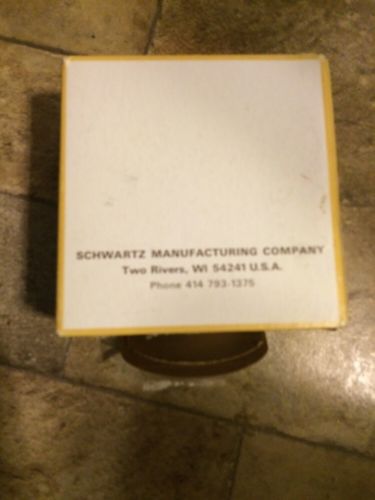 SCHWARTZ MANUFACTURING COMPANY
Two Rivers, WI 54241 U.S.A.
Phone 414 793-1375